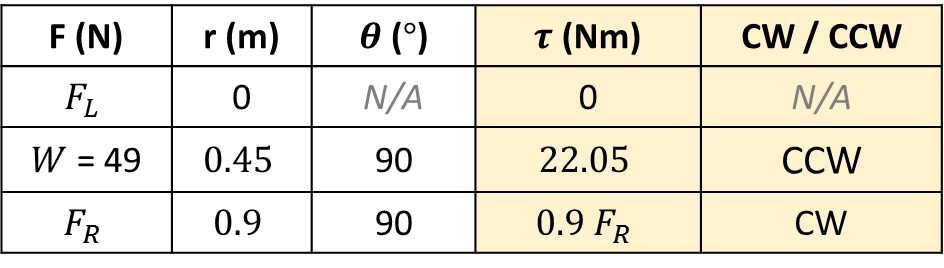 F (N) r (m) θ (°) τ (Nm) CW / CCW
F_L 0 N/A 0 N/A
W = 49 0.45 90 22.05 CCW
F_R 0.9 90 0.9 F_R CW